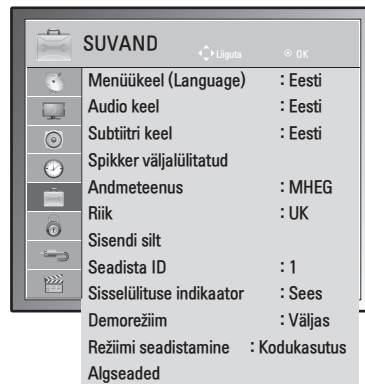 SUVAND
Liiguta
OK
Menüükeel (Language) : Eesti
Audio keel : Eesti
Subtiitri keel : Eesti
Spikker väljalülitatud
Andmeteenus : MHEG
Riik : UK
Sisendi silt
Seadista ID : 1
Sisselülituse indikaator : Sees
Demorežiim : Väljas
Režiimi seadistamine : Kodukasutus
Algseaded